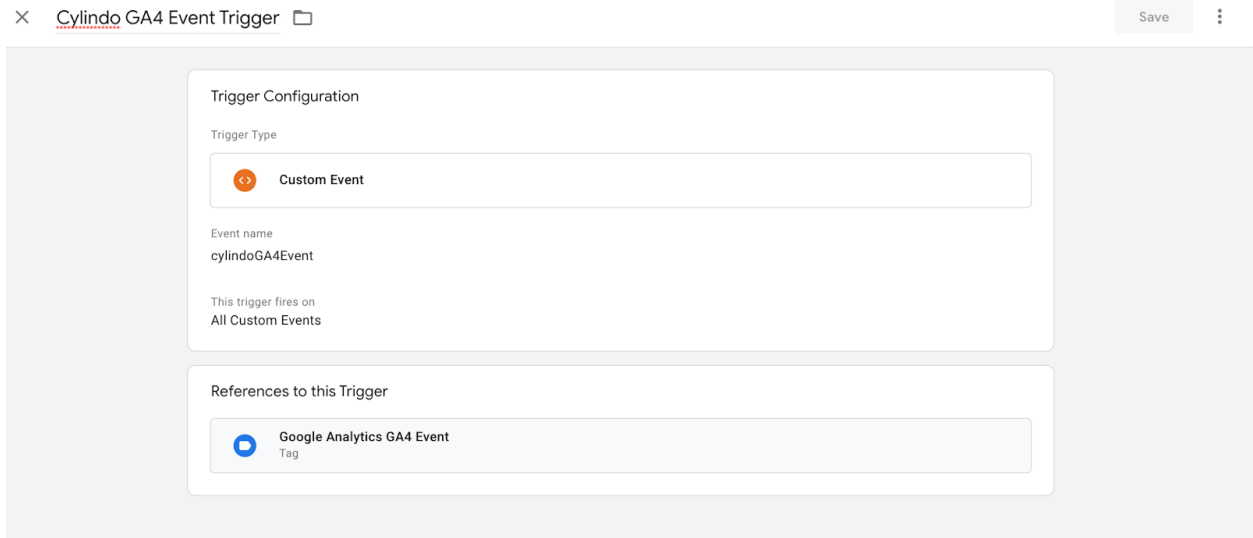 Cylindo GA4 Event Trigger
Save
Trigger Configuration
Trigger Type
Custom Event
Event name
cylindoGA4Event
This trigger fires on
All Custom Events
References to this Trigger
Google Analytics GA4 Event
Tag